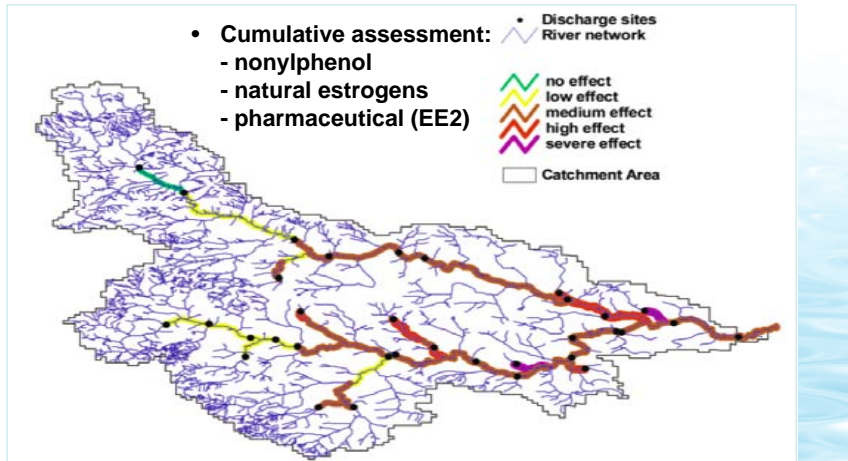 • Cumulative assessment:
- nonylphenol
- natural estrogens
- pharmaceutical (EE2)
Discharge sites
River network
no effect
low effect
medium effect
high effect
severe effect
Catchment Area